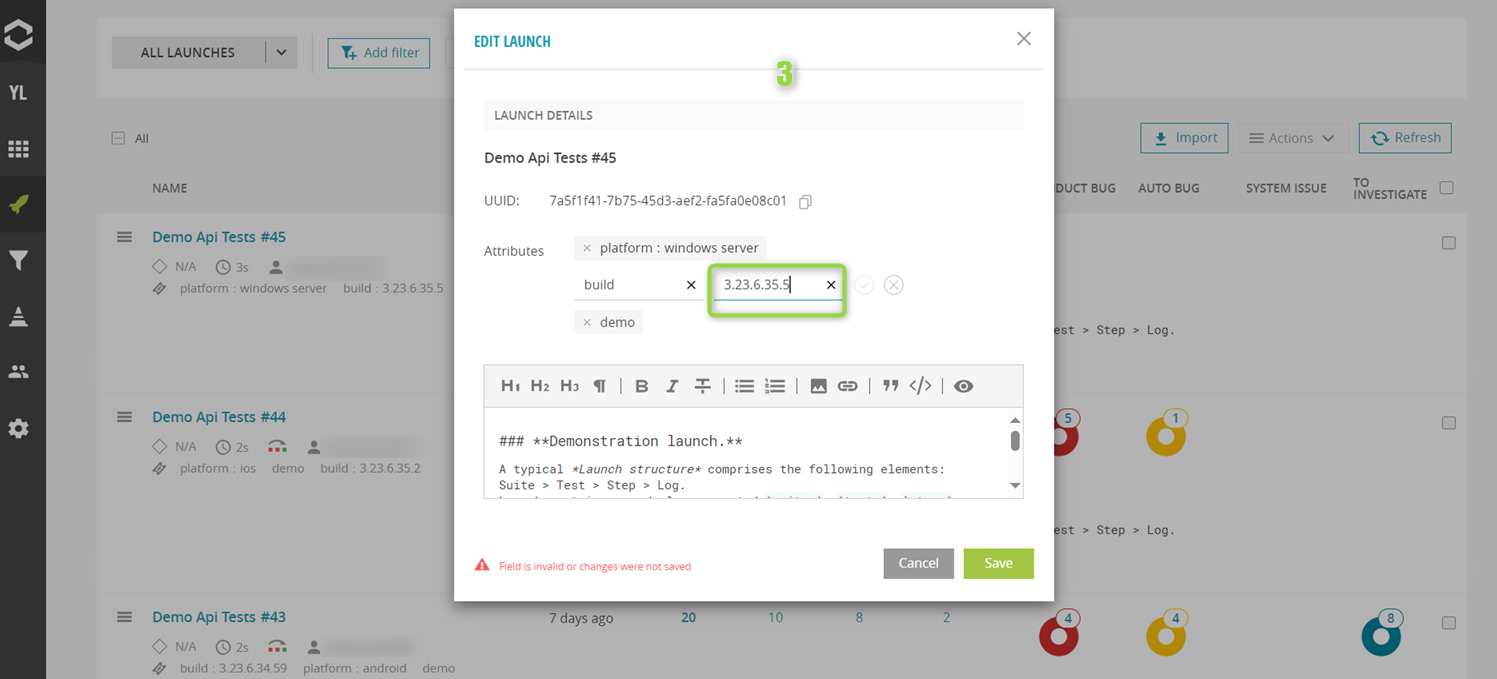 YL
ALL LAUNCHES
Add filter
All
Import
Actions
Refresh
NAME
DUCT BUG
AUTO BUG
SYSTEM ISSUE
TO
INVESTIGATE
Demo Api Tests #45
N/A 3s
platform : windows server build : 3.23.6.35.5
est > Step > Log.
Demo Api Tests #44
N/A 2s
platform : ios demo build : 3.23.6.35.2
5
1
est > Step > Log.
Demo Api Tests #43
7 days ago 20 10 8 2
4
4
8
N/A 2s
build : 3.23.6.34.59 platform : android demo
EDIT LAUNCH
3
LAUNCH DETAILS
Demo Api Tests #45
UUID: 7a5f1f41-7b75-45d3-aef2-fa5fa0e08c01
Attributes
× platform : windows server
build
3.23.6.35.5
× demo
H1 H2 H3 ¶ B I T
### **Demonstration launch.**
A typical *Launch structure* comprises the following elements:
Suite > Test > Step > Log.
Field is invalid or changes were not saved
Cancel
Save